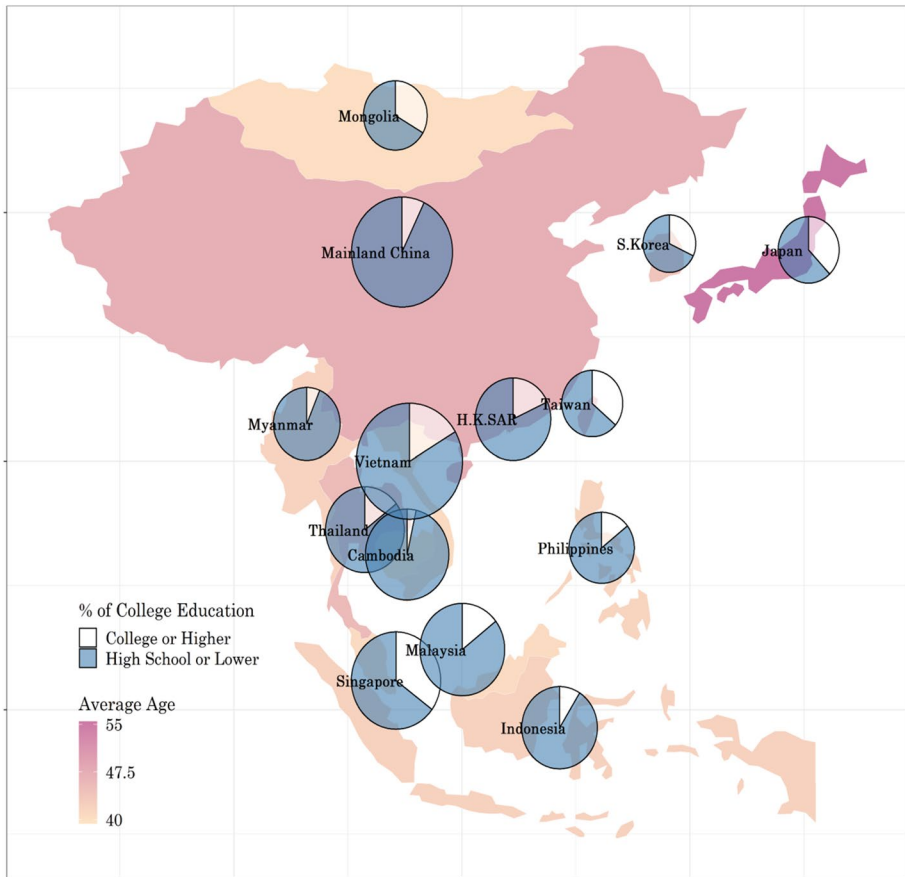 Mongolia
Mainland China
S.Korea
Japan
Myanmar
H.K.SAR
Taiwan
Vietnam
Thailand
Cambodia
Philippines
Malaysia
Singapore
Indonesia
% of College Education
College or Higher
High School or Lower
Average Age
55
47.5
40